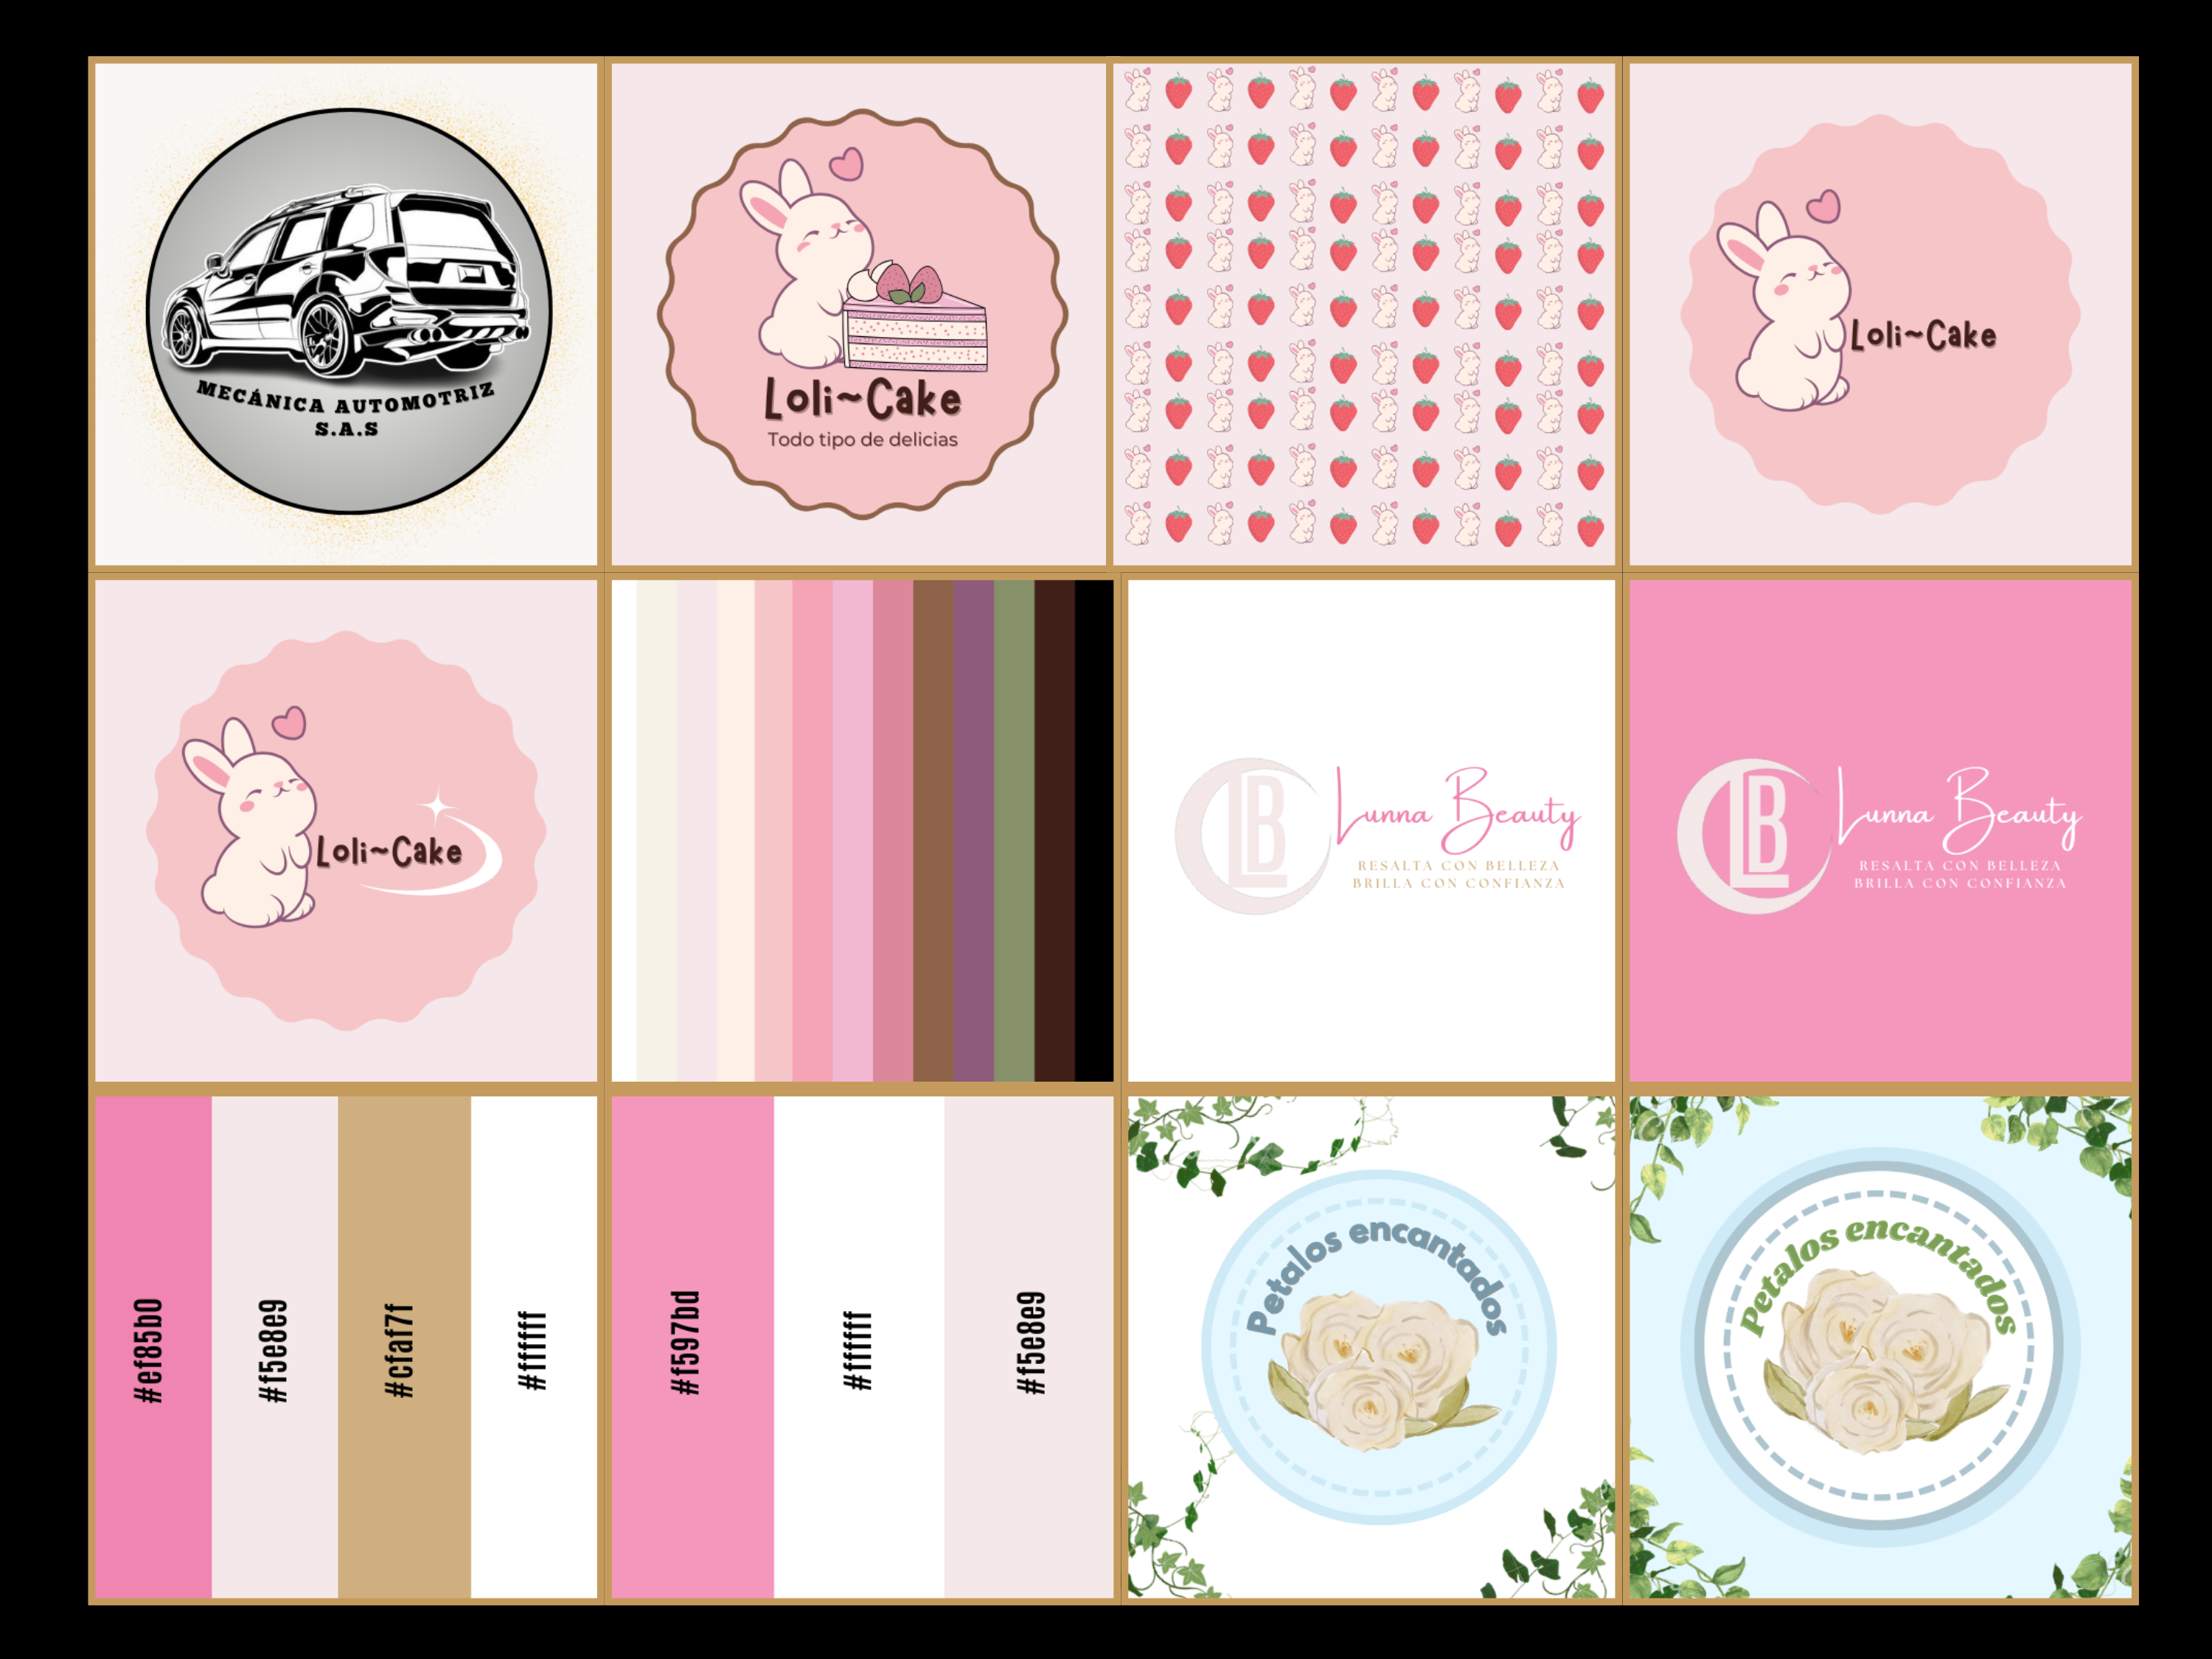 MECÁNICA AUTOMOTRIZ
S.A.S
Loli~Cake
Todo tipo de delicias
Loli~Cake
Loli~Cake
LB
Lunna Beauty
RESALTA CON BELLEZA
BRILLA CON CONFIANZA
LB
Lunna Beauty
RESALTA CON BELLEZA
BRILLA CON CONFIANZA
#ef85b0
#f5e8e9
#cfaf7f
#ffffff
#f597bd
#ffffff
#f5e8e9
Petalos encantados
Petalos encantados